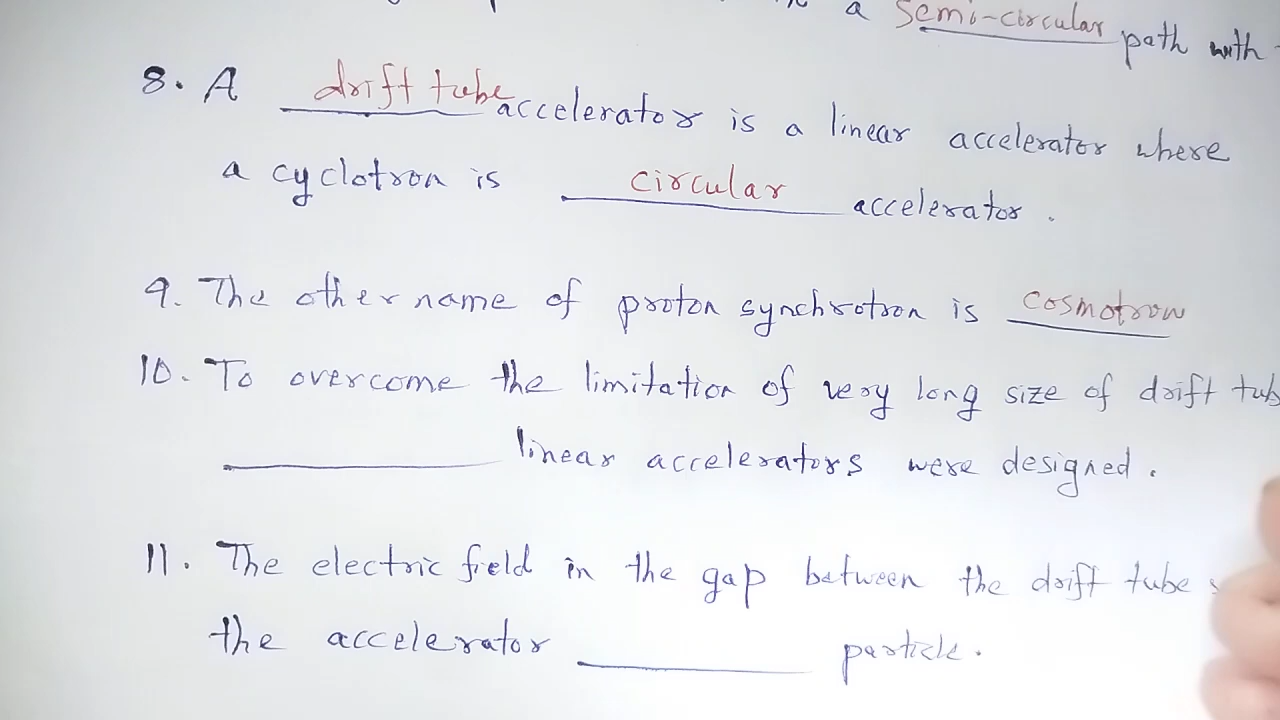 a semi-circular path with
8. A drift tube accelerator is a linear accelerator where
a cyclotron is circular accelerator.
9. The other name of proton synchrotron is cosmotron
10. To overcome the limitation of very long size of drift tub
__________ linear accelerators were designed.
11. The electric field in the gap between the drift tube
the accelerator __________ particle.